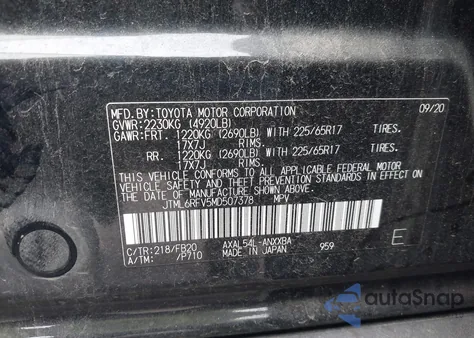 MFD. BY: TOYOTA MOTOR CORPORATION 09/20
GVWR: 2230KG (4920LB)
GAWR: FRT. 1220KG (2690LB) WITH 225/65R17 TIRES.
17X7J RIMS.
RR. 1220KG (2690LB) WITH 225/65R17 TIRES.
17X7J RIMS.
THIS VEHICLE CONFORMS TO ALL APPLICABLE FEDERAL MOTOR
VEHICLE SAFETY, BUMPER, AND THEFT PREVENTION STANDARDS IN
EFFECT ON THE DATE OF MANUFACTURE SHOWN ABOVE.
JTML6RFV5MD507378 MPV
C/TR: 218/FB20 AXAL54L-ANXXBA E
A/TM: /P710 MADE IN JAPAN 959
autoSnap